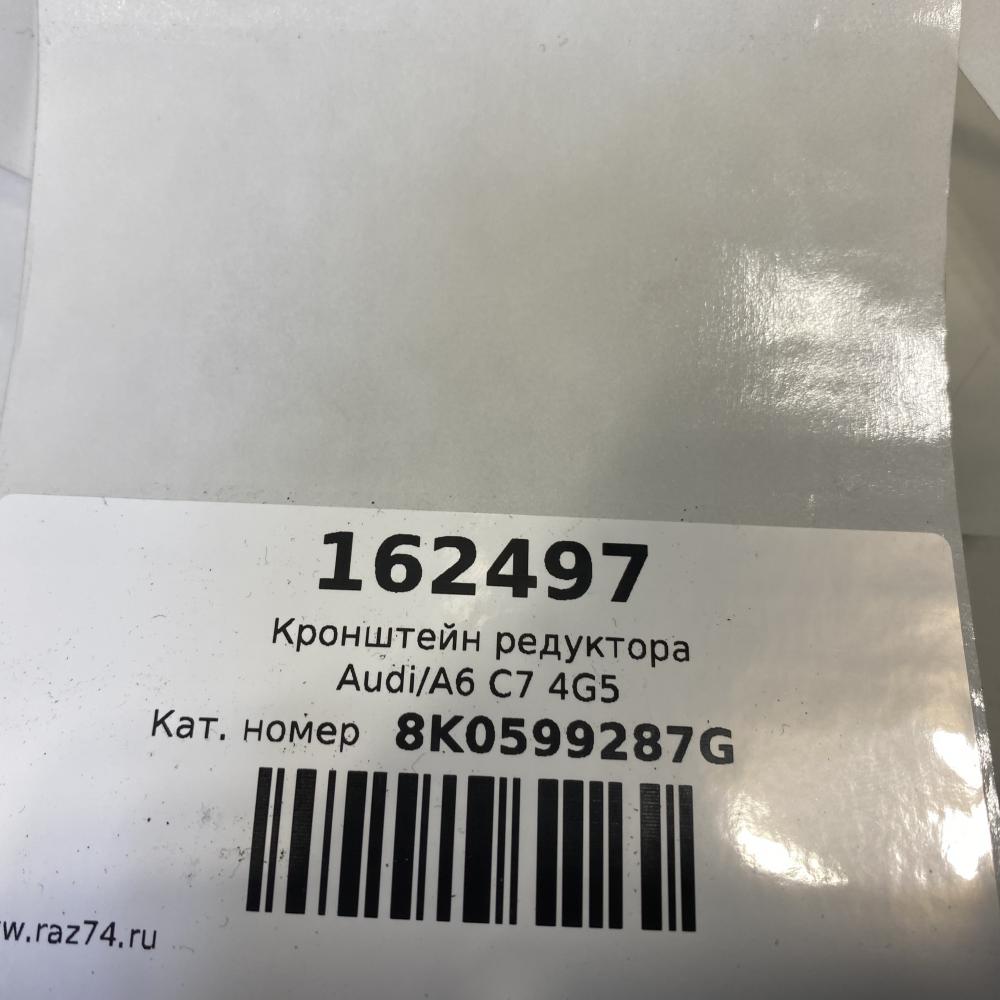 162497
Кронштейн редуктора
Audi/A6 C7 4G5
Кат. номер 8K0599287G
w.raz74.ru